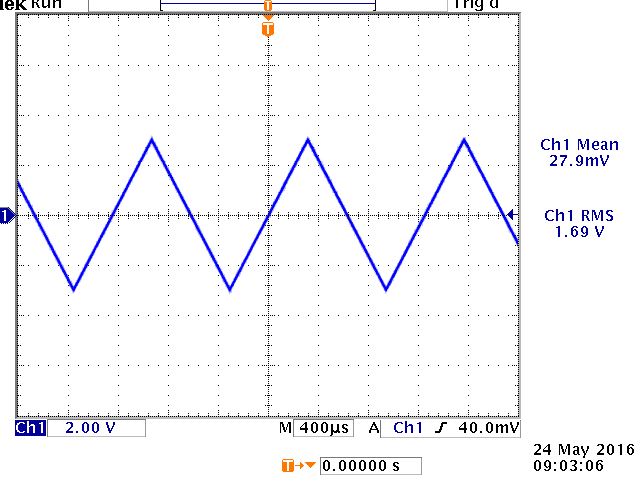 Tek Run
Trig'd
T
T
Ch1 Mean
27.9mV
1
Ch1 RMS
1.69 V
Ch1 2.00 V M 400µs A Ch1 40.0mV
24 May 2016
T 0.00000 s
09:03:06